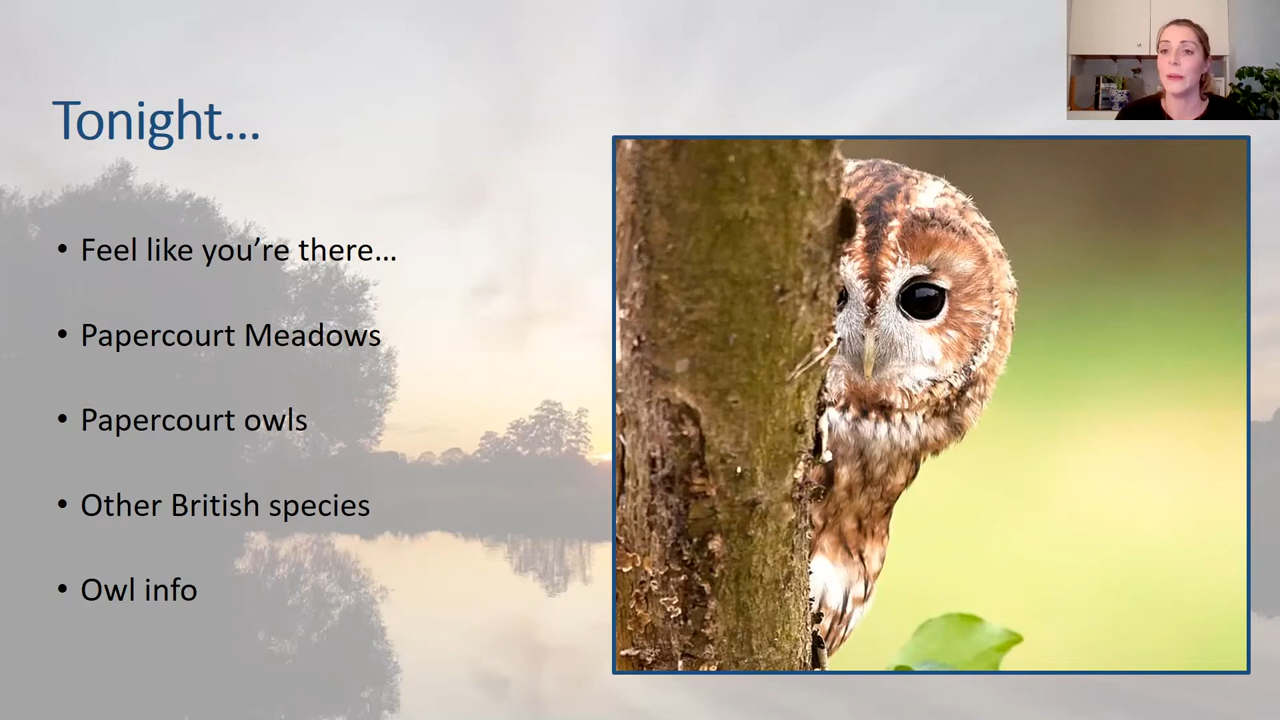 Tonight…
• Feel like you’re there…
• Papercourt Meadows
• Papercourt owls
• Other British species
• Owl info